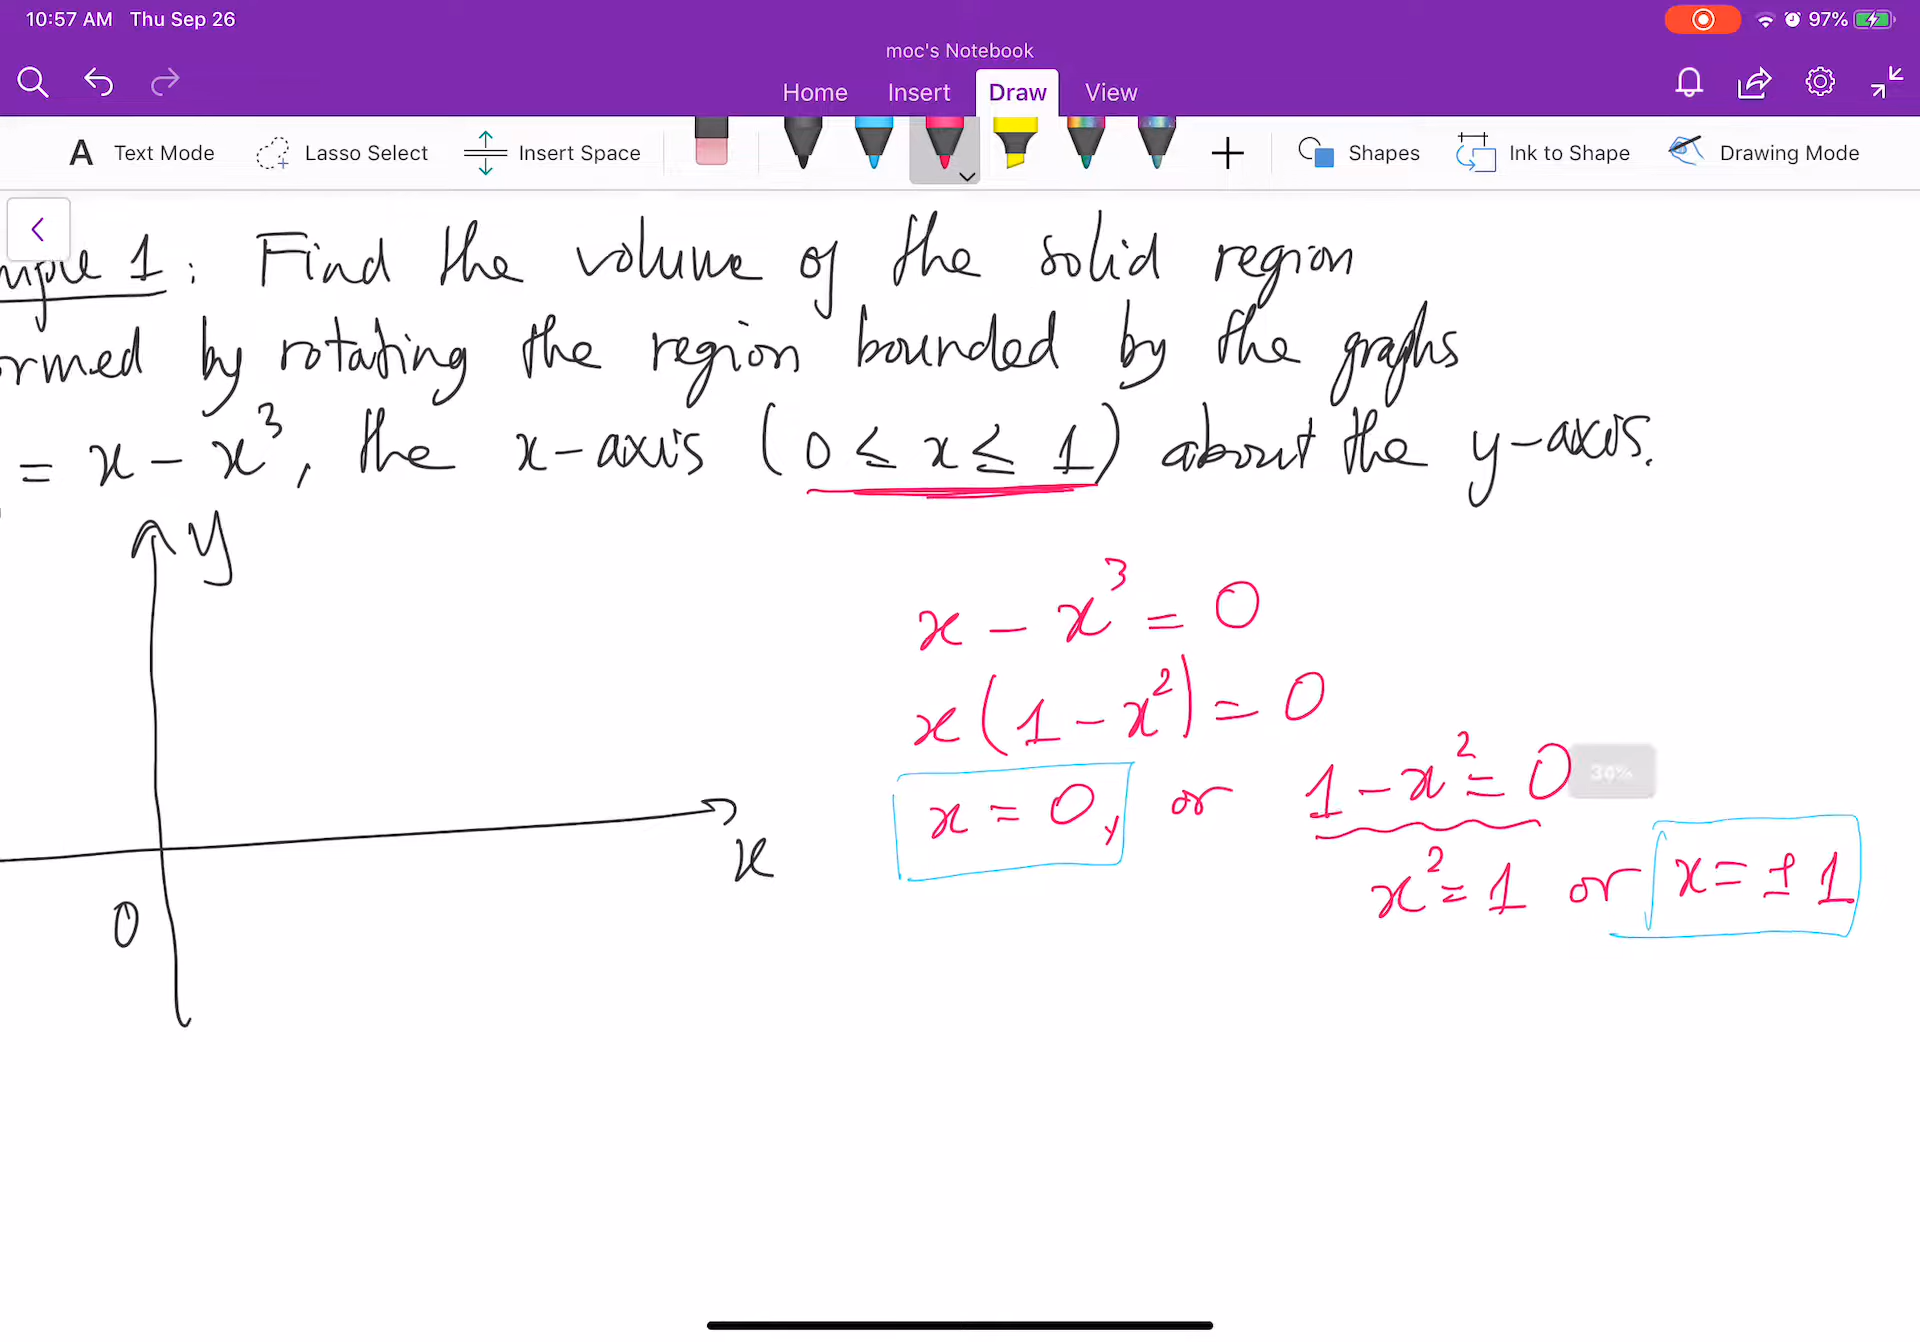 10:57 AM Thu Sep 26
97%
moc's Notebook
Home Insert Draw View
A Text Mode Lasso Select Insert Space Shapes Ink to Shape Drawing Mode
mple 1: Find the volume of the solid region
ormed by rotating the region bounded by the graphs
= x - x³, the x-axis (0 ≤ x ≤ 1) about the y-axis.
y
x - x³ = 0
x(1 - x²) = 0
x = 0, or 1 - x² = 0
34%
x
x² = 1 or x = ± 1
0